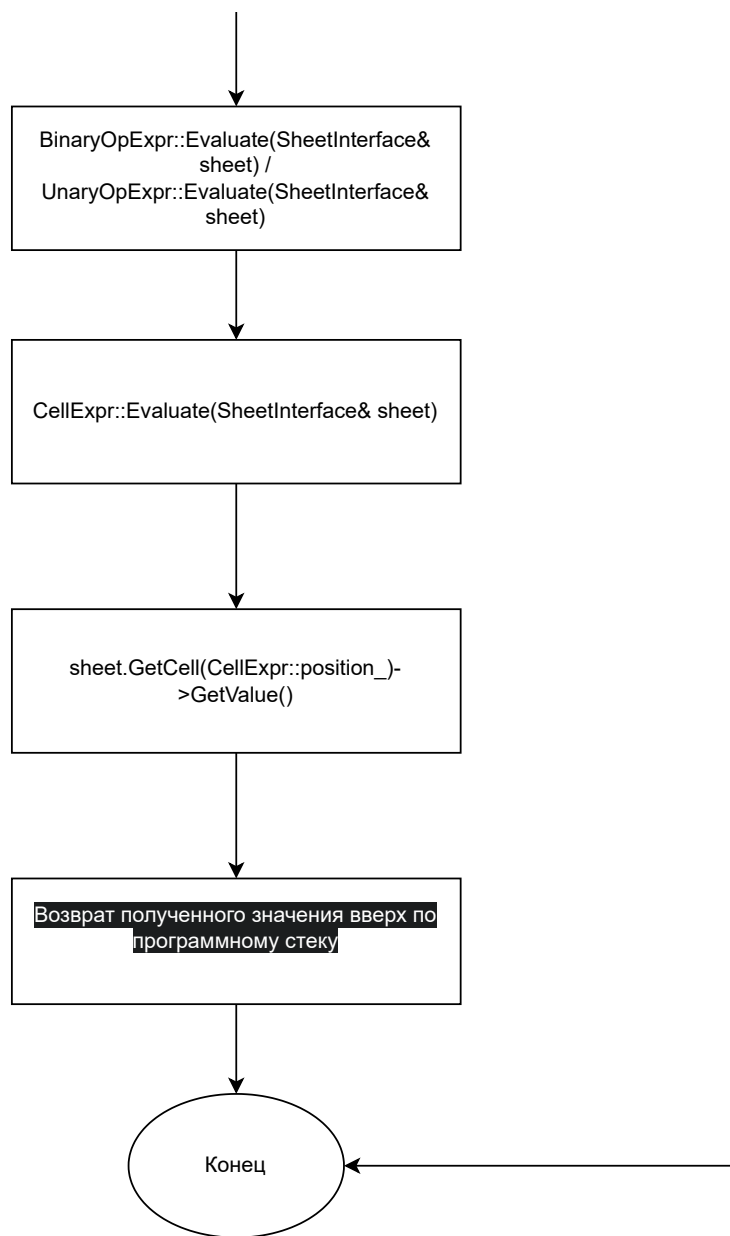 BinaryOpExpr::Evaluate(SheetInterface&
sheet) /
UnaryOpExpr::Evaluate(SheetInterface&
sheet)
CellExpr::Evaluate(SheetInterface& sheet)
sheet.GetCell(CellExpr::position_)-
>GetValue()
Возврат полученного значения вверх по
программному стеку
Конец